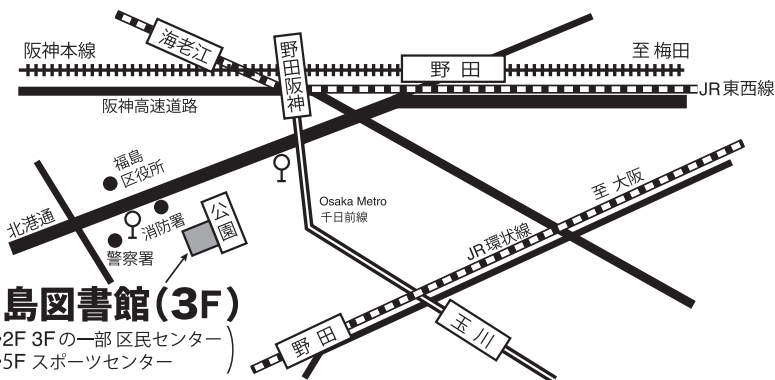 阪神本線
海老江
野田阪神
野田
至 梅田
JR東西線
阪神高速道路
福島
区役所
北港通
消防署
警察署
公園
Osaka Metro
千日前線
至 大阪
JR環状線
野田
玉川
島図書館(3F)
2F 3Fの一部 区民センター
5F スポーツセンター